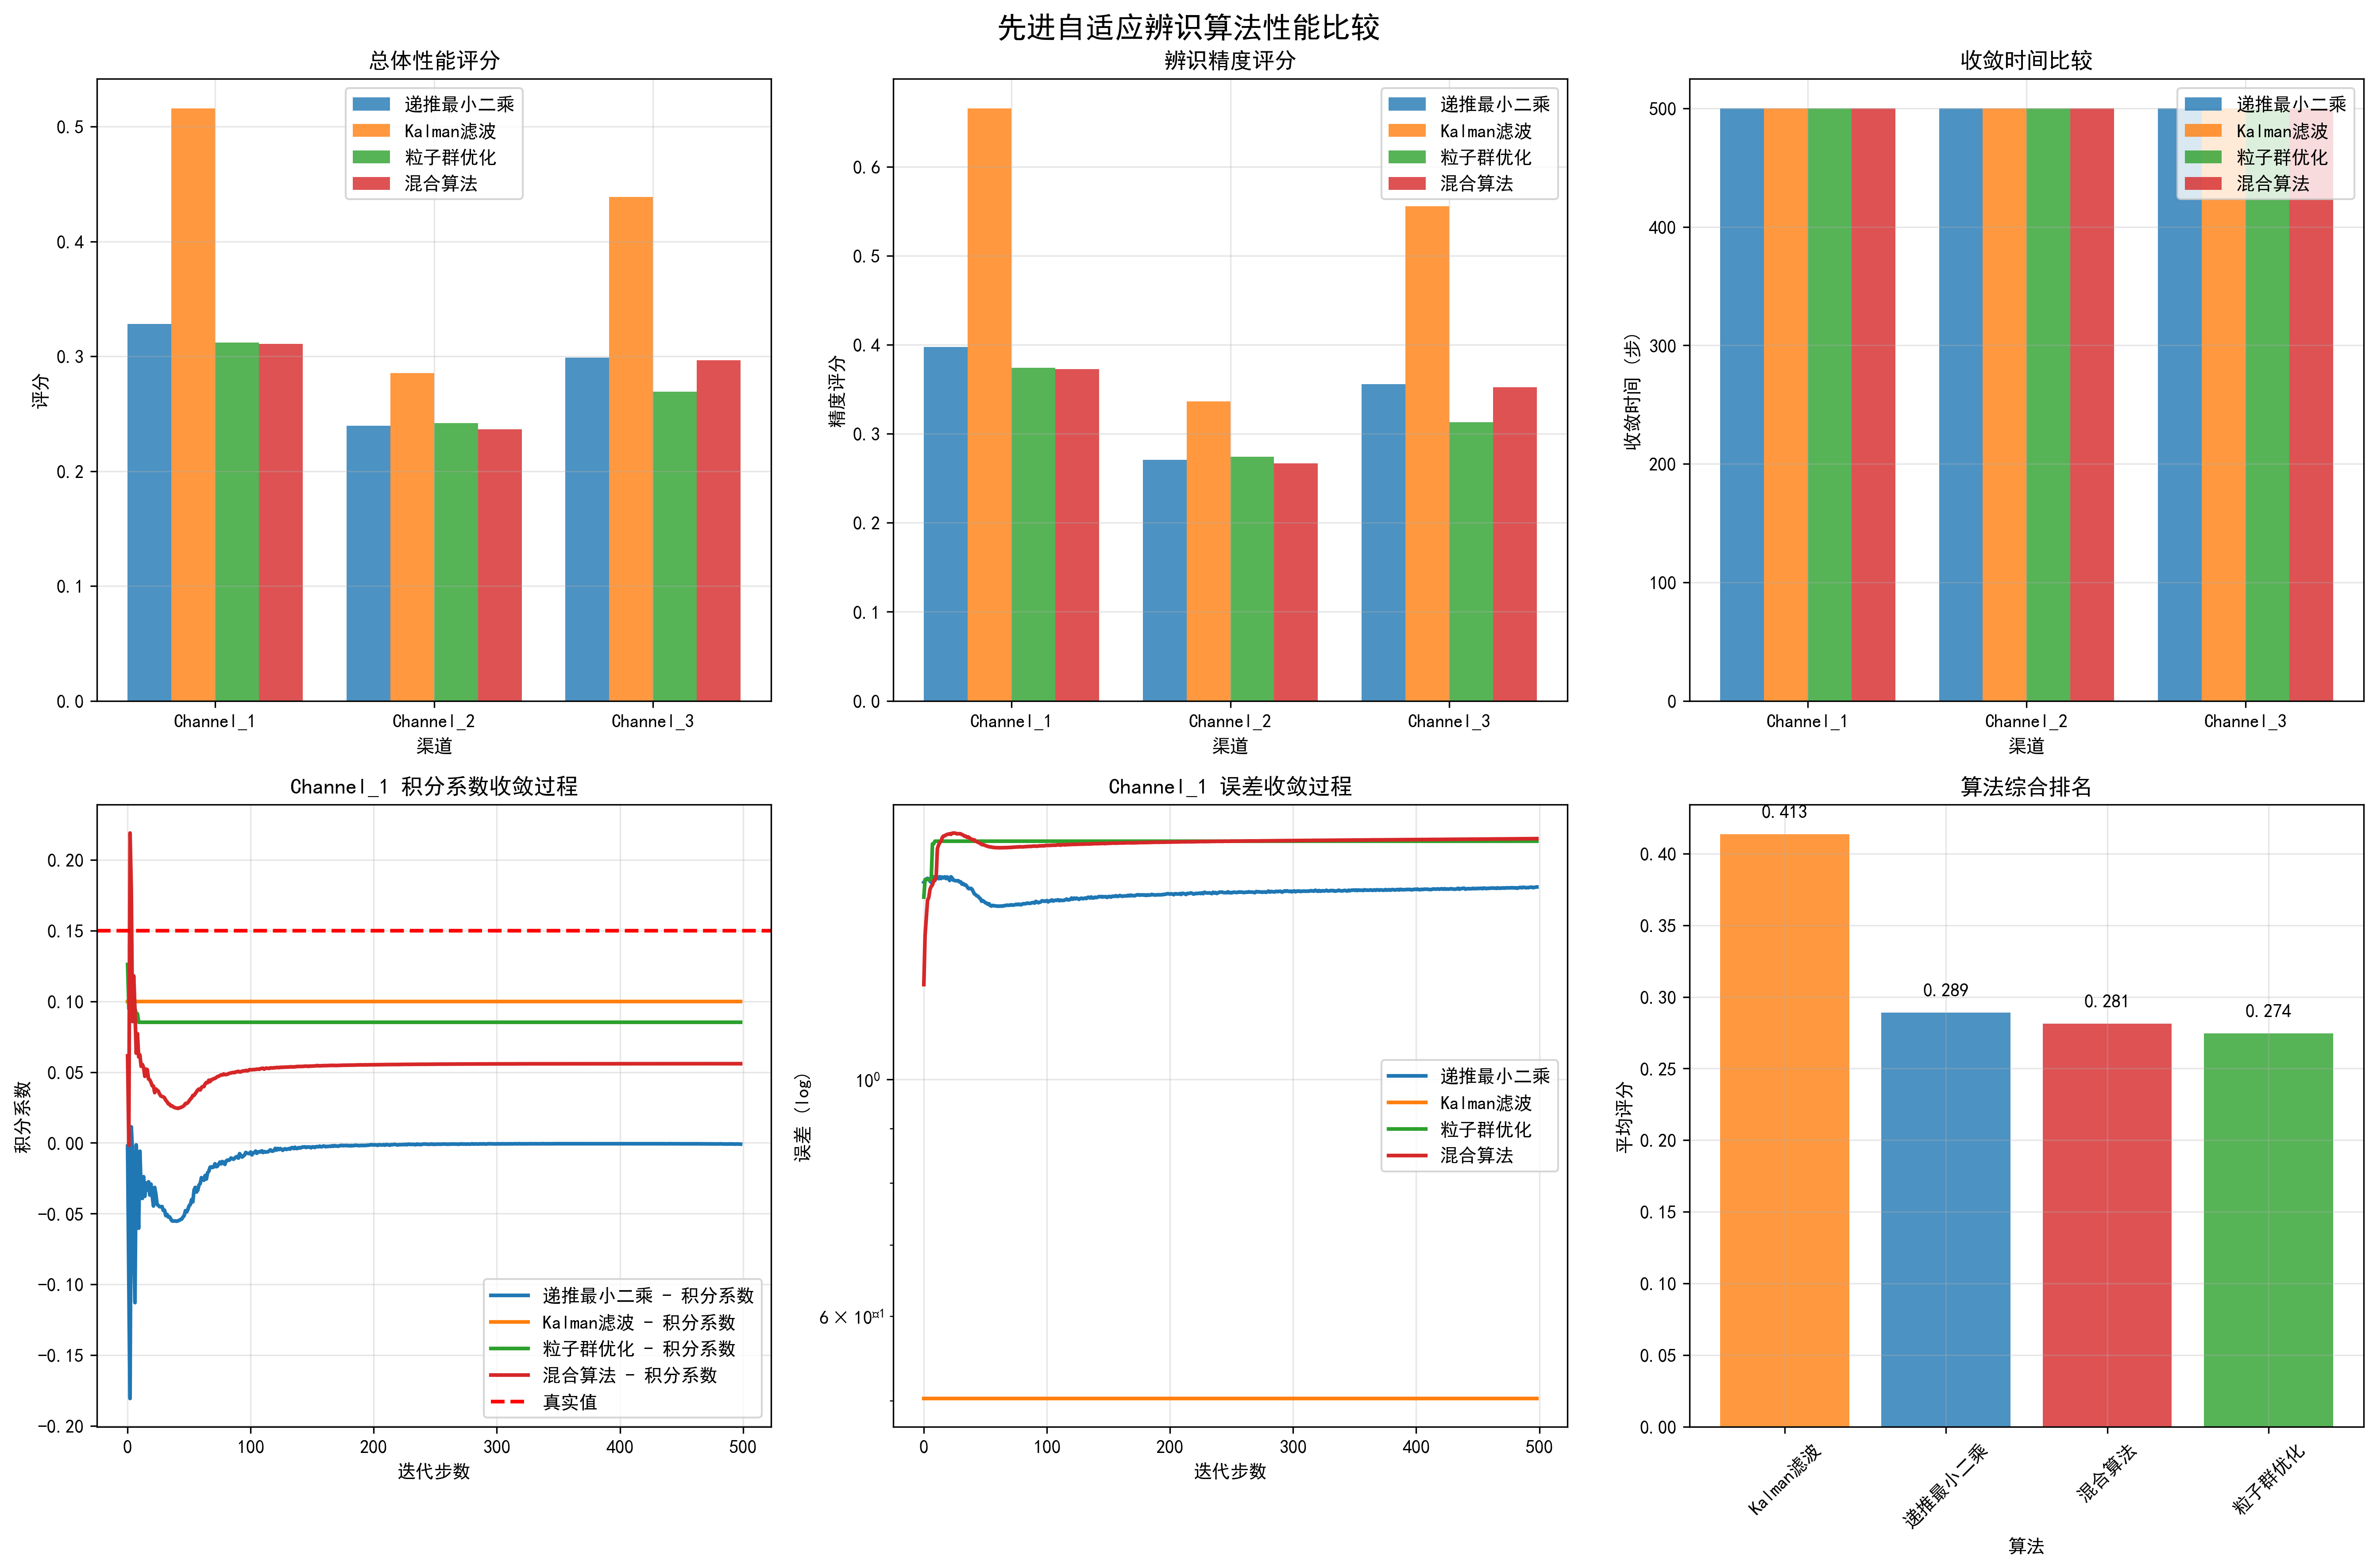 先进自适应辨识算法性能比较
总体性能评分
评分
0.5
0.4
0.3
0.2
0.1
0.0
递推最小二乘
Kalman滤波
粒子群优化
混合算法
Channel_1 Channel_2 Channel_3
渠道
辨识精度评分
精度评分
0.6
0.5
0.4
0.3
0.2
0.1
0.0
递推最小二乘
Kalman滤波
粒子群优化
混合算法
Channel_1 Channel_2 Channel_3
渠道
收敛时间比较
收敛时间 (步)
500
400
300
200
100
0
递推最小二乘
Kalman滤波
粒子群优化
混合算法
Channel_1 Channel_2 Channel_3
渠道
Channel_1 积分系数收敛过程
积分系数
0.20
0.15
0.10
0.05
0.00
−0.05
−0.10
−0.15
−0.20
递推最小二乘 - 积分系数
Kalman滤波 - 积分系数
粒子群优化 - 积分系数
混合算法 - 积分系数
真实值
0 100 200 300 400 500
迭代步数
Channel_1 误差收敛过程
误差 (log)
10⁰
递推最小二乘
Kalman滤波
粒子群优化
混合算法
0 100 200 300 400 500
迭代步数
算法综合排名
平均评分
0.40
0.35
0.30
0.25
0.20
0.15
0.10
0.05
0.00
0.413
0.289
0.281
0.274
Kalman滤波
递推最小二乘
混合算法
粒子群优化
算法